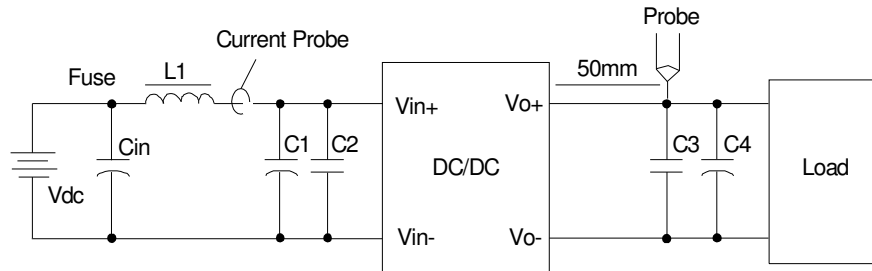 Probe
Current Probe
L1
Fuse
50mm
Vin+
Vo+
Cin
C1
C2
C3
C4
DC/DC
Load
Vdc
Vin-
Vo-